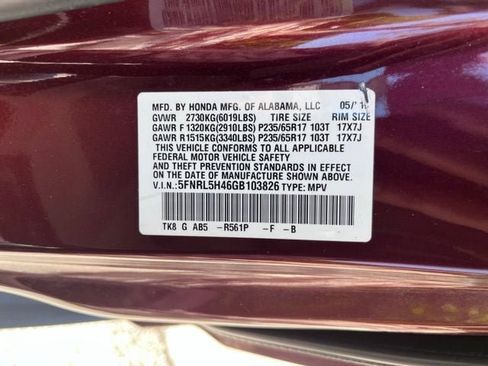 MFD. BY HONDA MFG. OF ALABAMA, LLC 05/16
GVWR 2730KG(6019LBS) TIRE SIZE RIM SIZE
GAWR F 1320KG(2910LBS) P235/65R17 103T 17X7J
GAWR R1515KG(3340LBS) P235/65R17 103T 17X7J
THIS VEHICLE CONFORMS TO ALL APPLICABLE
FEDERAL MOTOR VEHICLE SAFETY AND
THEFT PREVENTION STANDARDS IN EFFECT ON
THE DATE OF MANUFACTURE SHOWN ABOVE.
V.I.N.:5FNRL5H46GB103826 TYPE: MPV
TK8 G AB5 -R561P -F -B